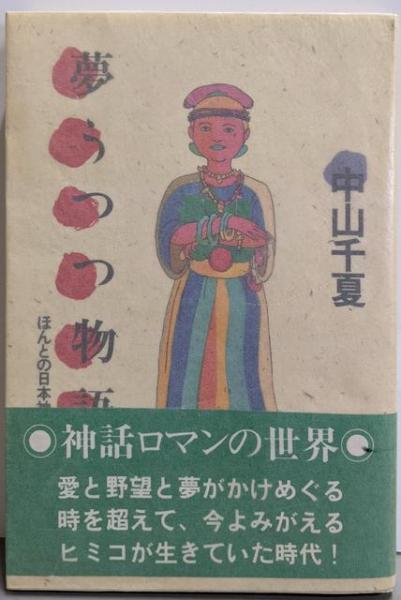 中山千夏
夢うつつ物語
ほんとの日本神
神話ロマンの世界
愛と野望と夢がかけめぐる
時を超えて、今よみがえる
ヒミコが生きていた時代！